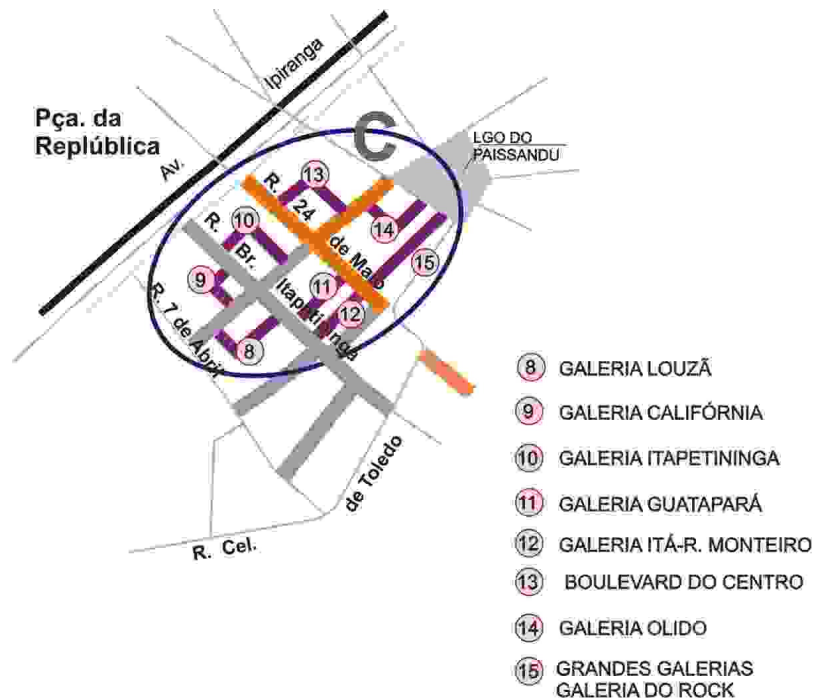 Pça. da
Replública
Av.
Ipiranga
C
LGO DO
PAISSANDU
R. 24
de Maio
R. Br.
Itapetininga
R. 7 de Abril
13
10
14
9
11
15
12
8
de Toledo
R. Cel.
8 GALERIA LOUZÃ
9 GALERIA CALIFÓRNIA
10 GALERIA ITAPETININGA
11 GALERIA GUATAPARÁ
12 GALERIA ITÁ-R. MONTEIRO
13 BOULEVARD DO CENTRO
14 GALERIA OLIDO
15 GRANDES GALERIAS
GALERIA DO ROCK